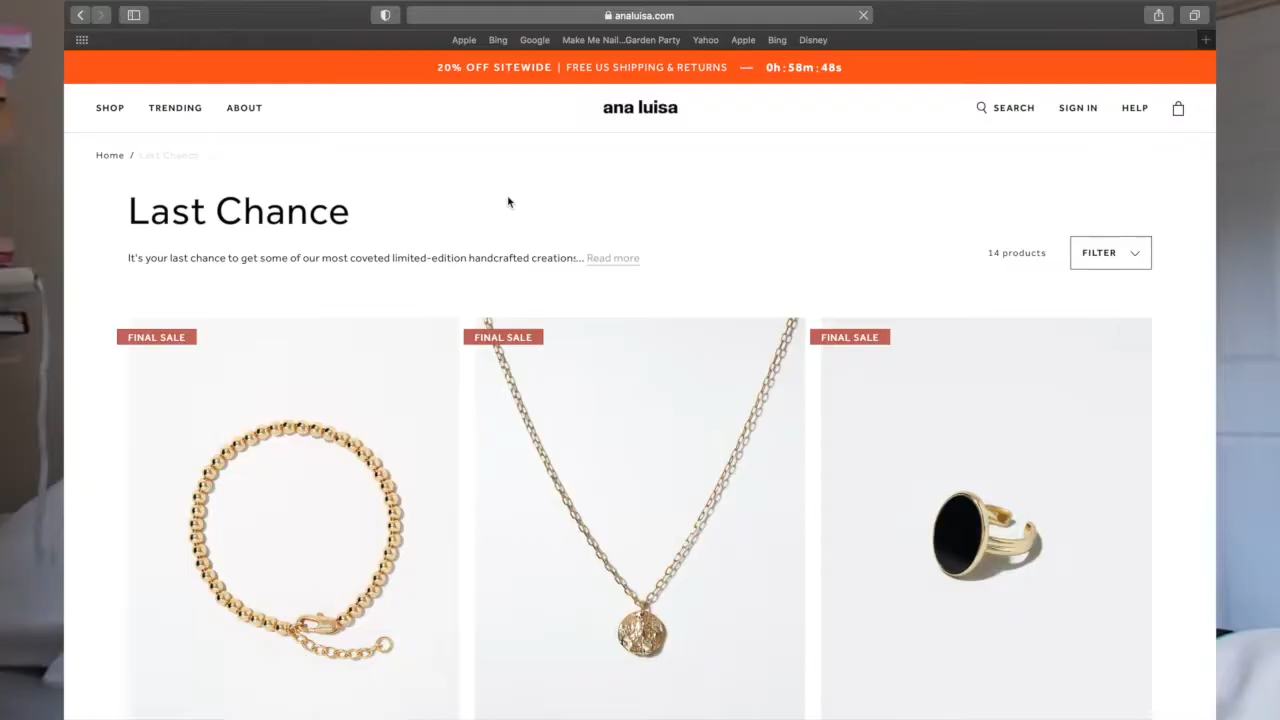 analuisa.com
Apple Bing Google Make Me Nail...Garden Party Yahoo Apple Bing Disney
20% OFF SITEWIDE | FREE US SHIPPING & RETURNS — 0h : 58m : 48s
SHOP TRENDING ABOUT ana luisa SEARCH SIGN IN HELP
Home / Last Chance
Last Chance
It's your last chance to get some of our most coveted limited-edition handcrafted creations... Read more
14 products FILTER
FINAL SALE FINAL SALE FINAL SALE